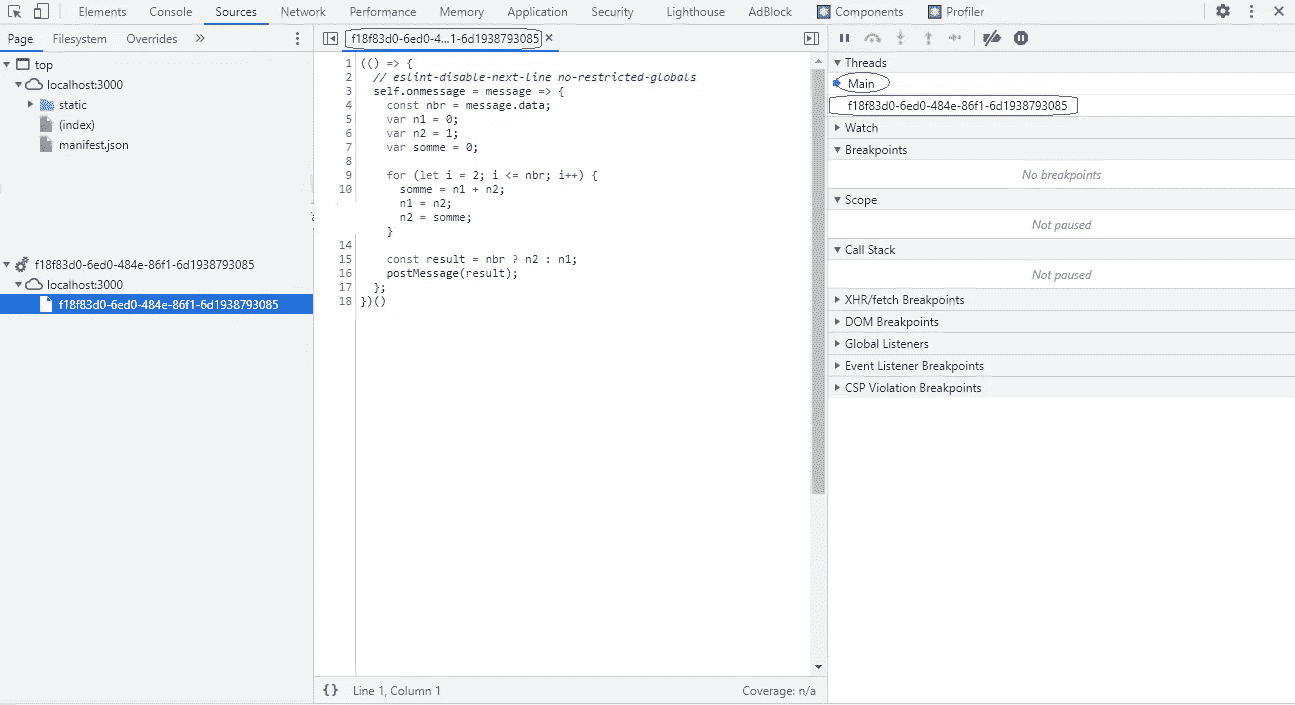 Elements Console Sources Network Performance Memory Application Security Lighthouse AdBlock Components Profiler
Page Filesystem Overrides
top
localhost:3000
static
(index)
manifest.json
f18f83d0-6ed0-484e-86f1-6d1938793085
localhost:3000
f18f83d0-6ed0-484e-86f1-6d1938793085
f18f83d0-6ed0-4...1-6d1938793085
1 (() => {
2 // eslint-disable-next-line no-restricted-globals
3 self.onmessage = message => {
4 const nbr = message.data;
5 var n1 = 0;
6 var n2 = 1;
7 var somme = 0;
8
9 for (let i = 2; i <= nbr; i++) {
10 somme = n1 + n2;
n1 = n2;
n2 = somme;
}
14
15 const result = nbr ? n2 : n1;
16 postMessage(result);
17 };
18 })()
{} Line 1, Column 1 Coverage: n/a
Threads
Main
f18f83d0-6ed0-484e-86f1-6d1938793085
Watch
Breakpoints
No breakpoints
Scope
Not paused
Call Stack
Not paused
XHR/fetch Breakpoints
DOM Breakpoints
Global Listeners
Event Listener Breakpoints
CSP Violation Breakpoints